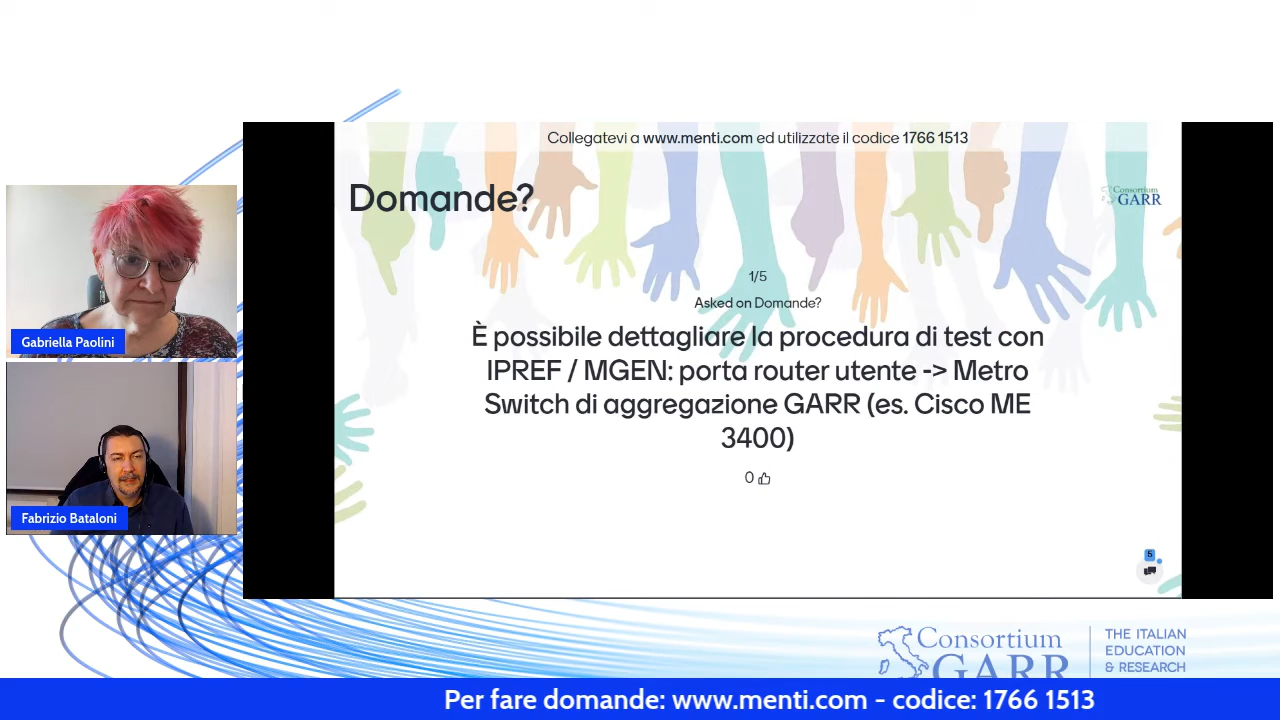 Collegatevi a www.menti.com ed utilizzate il codice 1766 1513
Domande?
Consortium
GARR
1/5
Asked on Domande?
È possibile dettagliare la procedura di test con
IPREF / MGEN: porta router utente -> Metro
Switch di aggregazione GARR (es. Cisco ME
3400)
0
5
Gabriella Paolini
Fabrizio Bataloni
Consortium
GARR
THE ITALIAN
EDUCATION
& RESEARCH
Per fare domande: www.menti.com - codice: 1766 1513